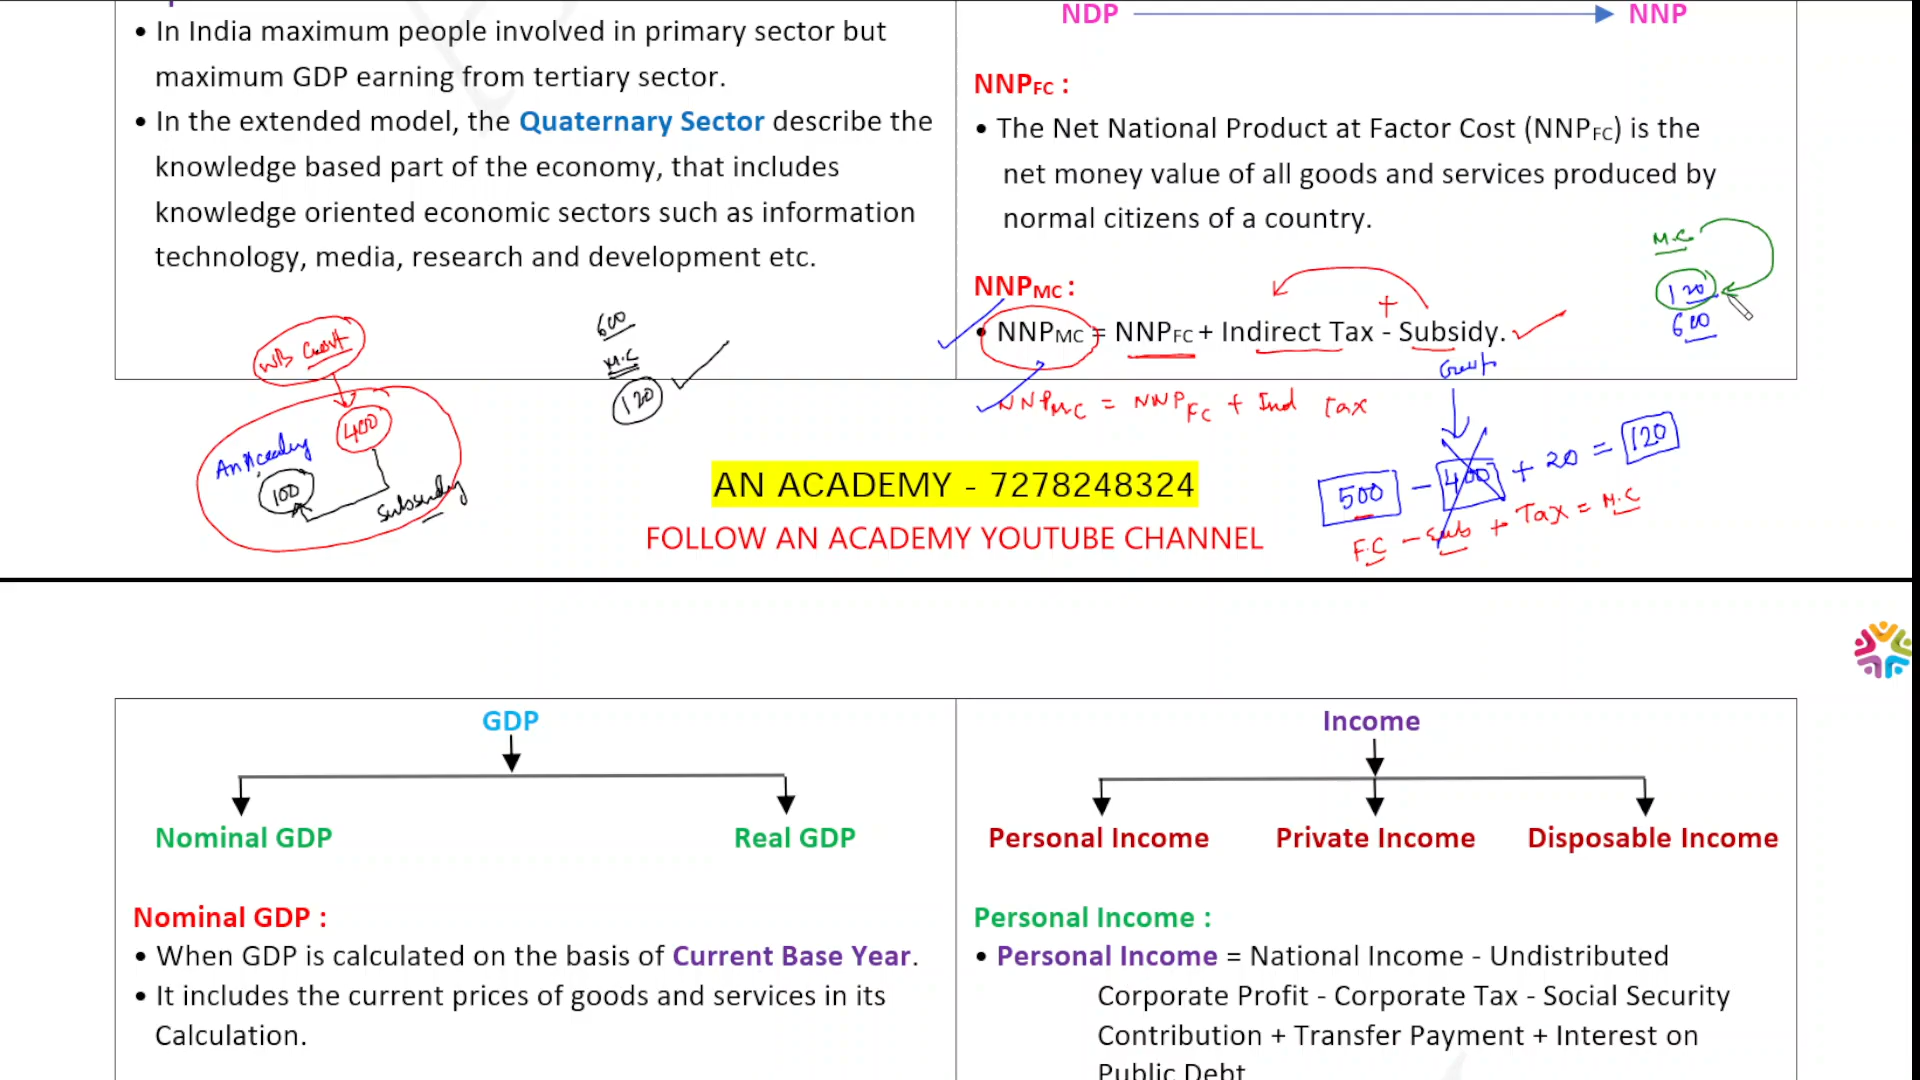 • In India maximum people involved in primary sector but
maximum GDP earning from tertiary sector.
• In the extended model, the Quaternary Sector describe the
knowledge based part of the economy, that includes
knowledge oriented economic sectors such as information
technology, media, research and development etc.
WB Govt
400
An Academy
100
Subsidy
600
M.C
120
NDP NNP
NNPFC :
• The Net National Product at Factor Cost (NNPFC) is the
net money value of all goods and services produced by
normal citizens of a country.
M.C
120
600
NNPMC :
+
• NNPMC = NNPFC + Indirect Tax - Subsidy.
NNPMC = NNPFC + Ind Tax
500 - 400 + 20 = 120
F.C - Sub + Tax = M.C
AN ACADEMY - 7278248324
FOLLOW AN ACADEMY YOUTUBE CHANNEL
GDP
Nominal GDP Real GDP
Nominal GDP :
• When GDP is calculated on the basis of Current Base Year.
• It includes the current prices of goods and services in its
Calculation.
Income
Personal Income Private Income Disposable Income
Personal Income :
• Personal Income = National Income - Undistributed
Corporate Profit - Corporate Tax - Social Security
Contribution + Transfer Payment + Interest on
Public Debt